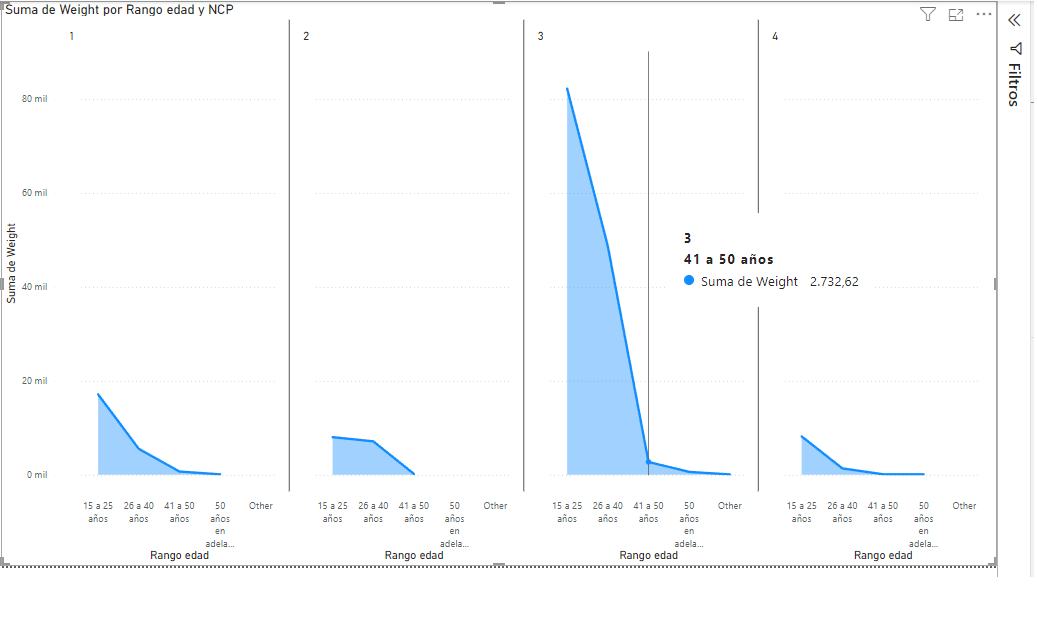 Suma de Weight por Rango edad y NCP
1
2
3
4
Filtros
80 mil
60 mil
40 mil
20 mil
0 mil
Suma de Weight
3
41 a 50 años
Suma de Weight 2.732,62
15 a 25 años
26 a 40 años
41 a 50 años
50 años en adela...
Other
Rango edad
15 a 25 años
26 a 40 años
41 a 50 años
50 años en adela...
Other
Rango edad
15 a 25 años
26 a 40 años
41 a 50 años
50 años en adela...
Other
Rango edad
15 a 25 años
26 a 40 años
41 a 50 años
50 años en adela...
Other
Rango edad